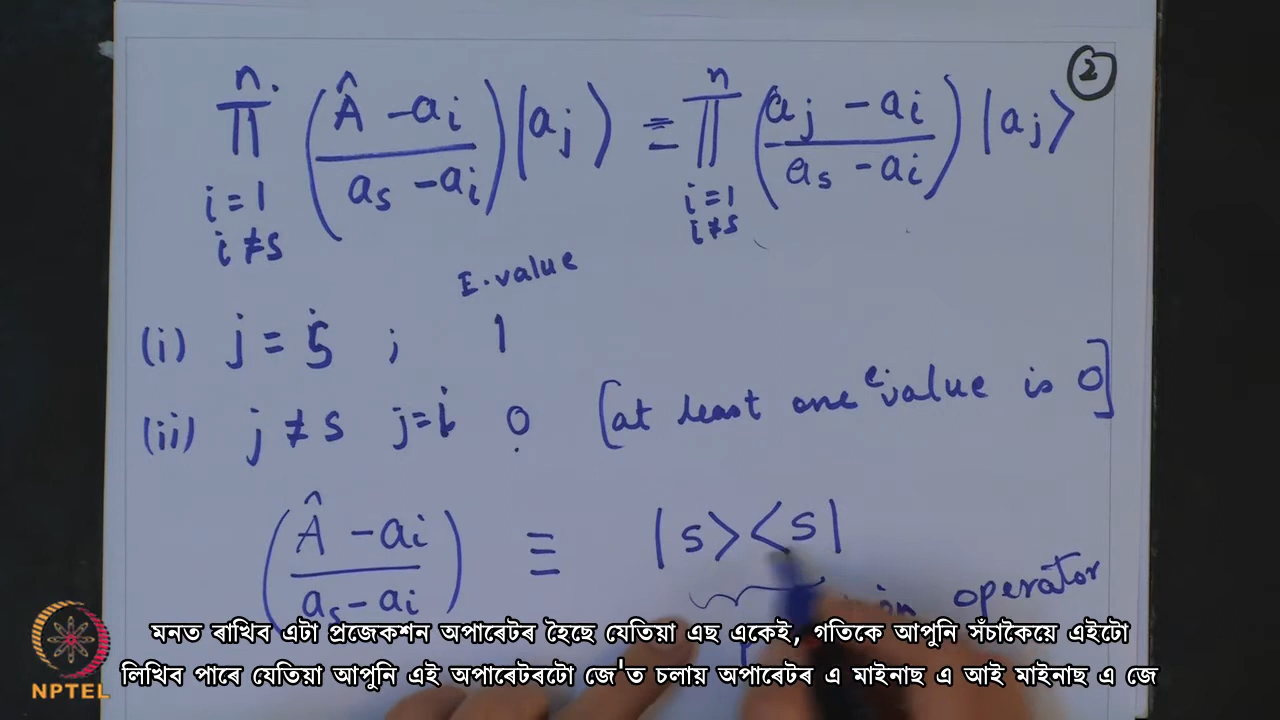 ②
n. n
∏ (Â - aᵢ / aₛ - aᵢ) |aⱼ⟩ = ∏ (aⱼ - aᵢ / aₛ - aᵢ) |aⱼ⟩
i=1 i=1
i≠s i≠s
E.value
(i) j = s ; 1
(ii) j ≠ s j=i 0 [at least one e.value is 0]
(Â - aᵢ / aₛ - aᵢ) ≡ |s⟩⟨s|
operator
মনত ৰাখিব এটা প্ৰজেকশন অপাৰেটৰ হৈছে যেতিয়া এছ একেই, গতিকে আপুনি সঁচাকৈয়ে এইটো
লিখিব পাৰে যেতিয়া আপুনি এই অপাৰেটৰটো জে'ত চলায় অপাৰেটৰ এ মাইনাছ এ আই মাইনাছ এ জে
NPTEL